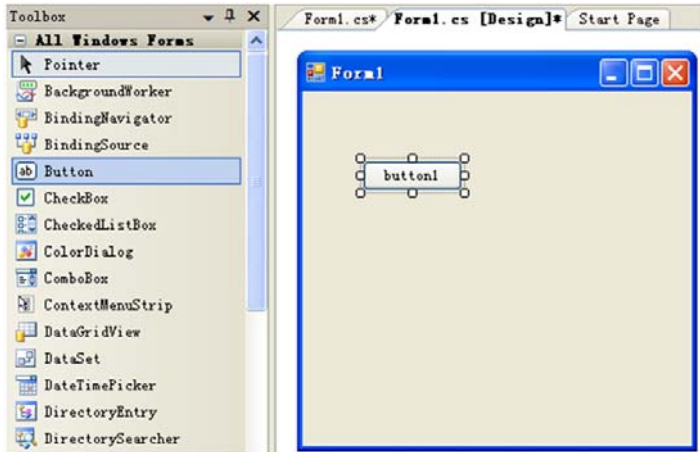 Toolbox
All Windows Forms
Pointer
BackgroundWorker
BindingNavigator
BindingSource
ab Button
CheckBox
CheckedListBox
ColorDialog
ComboBox
ContextMenuStrip
DataGridView
DataSet
DateTimePicker
DirectoryEntry
DirectorySearcher
Form1.cs* Form1.cs [Design]* Start Page
Form1
button1